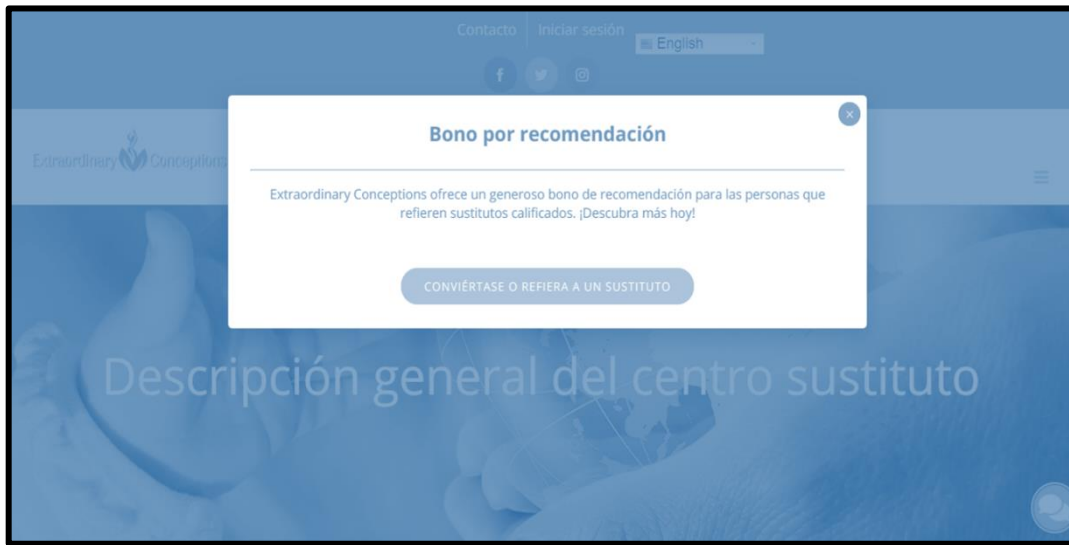 Contacto
Iniciar sesión
English
Extraordinary Conceptions
Bono por recomendación
Extraordinary Conceptions ofrece un generoso bono de recomendación para las personas que
refieren sustitutos calificados. ¡Descubra más hoy!
CONVIÉRTASE O REFIERA A UN SUSTITUTO
Descripción general del centro sustituto